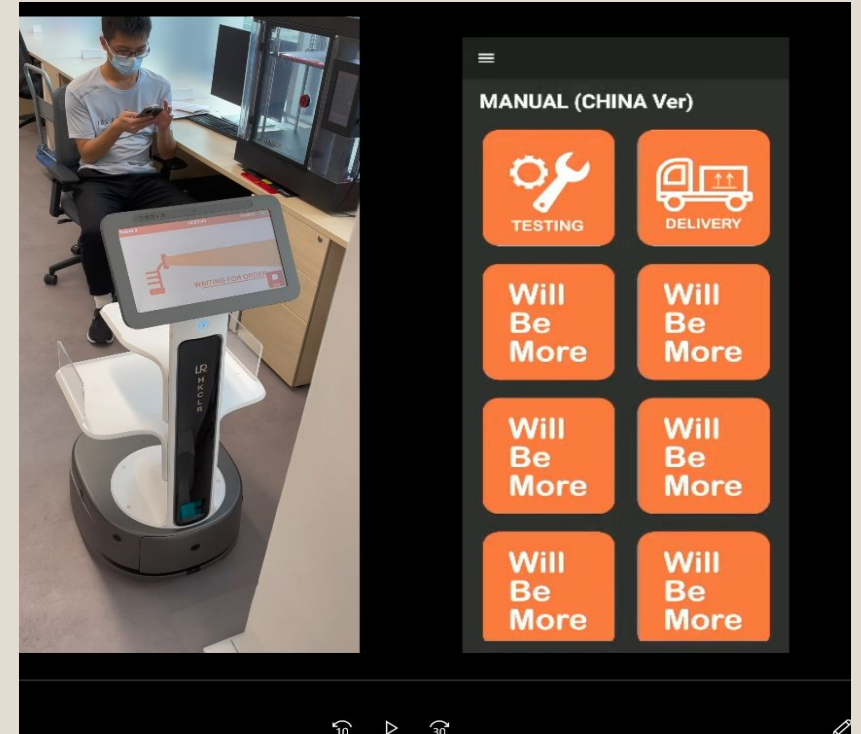 WAITING FOR ORDER
HKCLR
MANUAL (CHINA Ver)
TESTING
DELIVERY
Will
Be
More
Will
Be
More
Will
Be
More
Will
Be
More
Will
Be
More
Will
Be
More
10
30